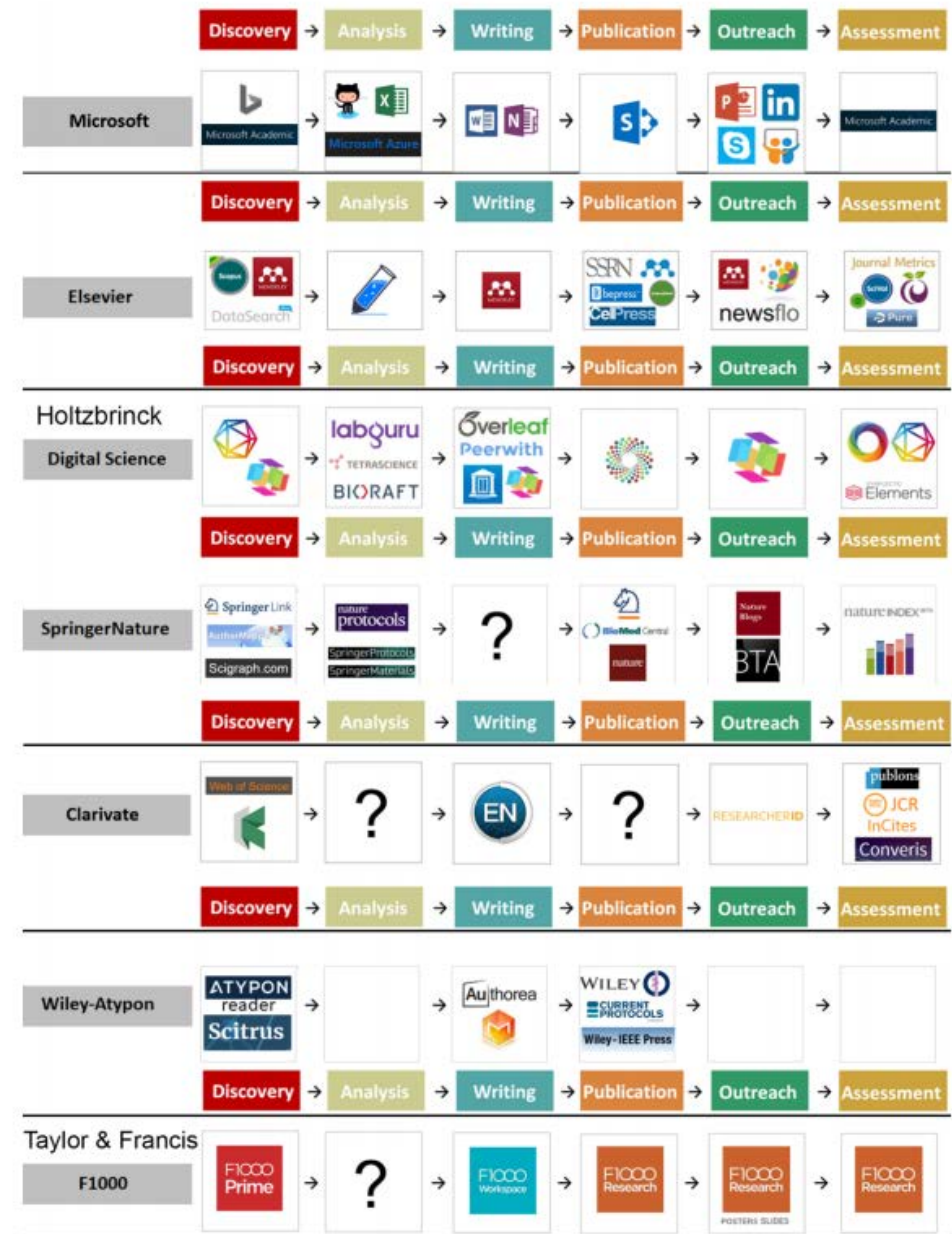 Discovery → Analysis → Writing → Publication → Outreach → Assessment
Microsoft
Microsoft Academic
Microsoft Azure
W N
S
P in
S
Microsoft Academic
Discovery → Analysis → Writing → Publication → Outreach → Assessment
Elsevier
Scopus MENDELEY
DataSearch
MENDELEY
SSRN
bepress
CellPress
MENDELEY
newsflo
Journal Metrics
SciVal
Pure
Discovery → Analysis → Writing → Publication → Outreach → Assessment
Holtzbrinck
Digital Science
labguru
TETRASCIENCE
BIORAFT
Overleaf
Peerwith
Elements
Discovery → Analysis → Writing → Publication → Outreach → Assessment
SpringerNature
Springer Link
AuthorMapper
Scigraph.com
nature
protocols
SpringerProtocols
SpringerMaterials
?
BioMed Central
nature
Nature
Blogs
BTA
nature INDEX
Discovery → Analysis → Writing → Publication → Outreach → Assessment
Clarivate
Web of Science
?
EN
?
RESEARCHERID
publons
JCR
InCites
Converis
Discovery → Analysis → Writing → Publication → Outreach → Assessment
Wiley-Atypon
ATYPON
reader
Scitrus
Authorea
M
WILEY
CURRENT
PROTOCOLS
Wiley-IEEE Press
Discovery → Analysis → Writing → Publication → Outreach → Assessment
Taylor & Francis
F1000
F1000
Prime
?
F1000
Workspace
F1000
Research
F1000
Research
POSTERS SLIDES
F1000
Research